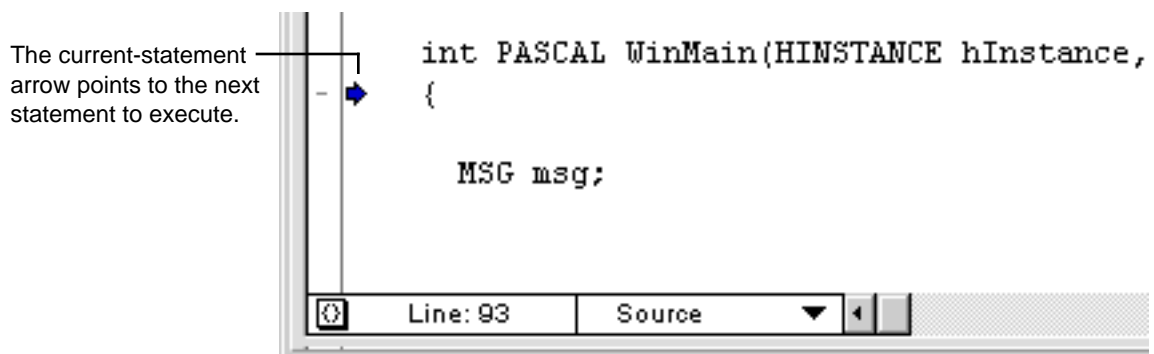 The current-statement
arrow points to the next
statement to execute.
int PASCAL WinMain(HINSTANCE hInstance,
{
MSG msg;
Line: 93 Source